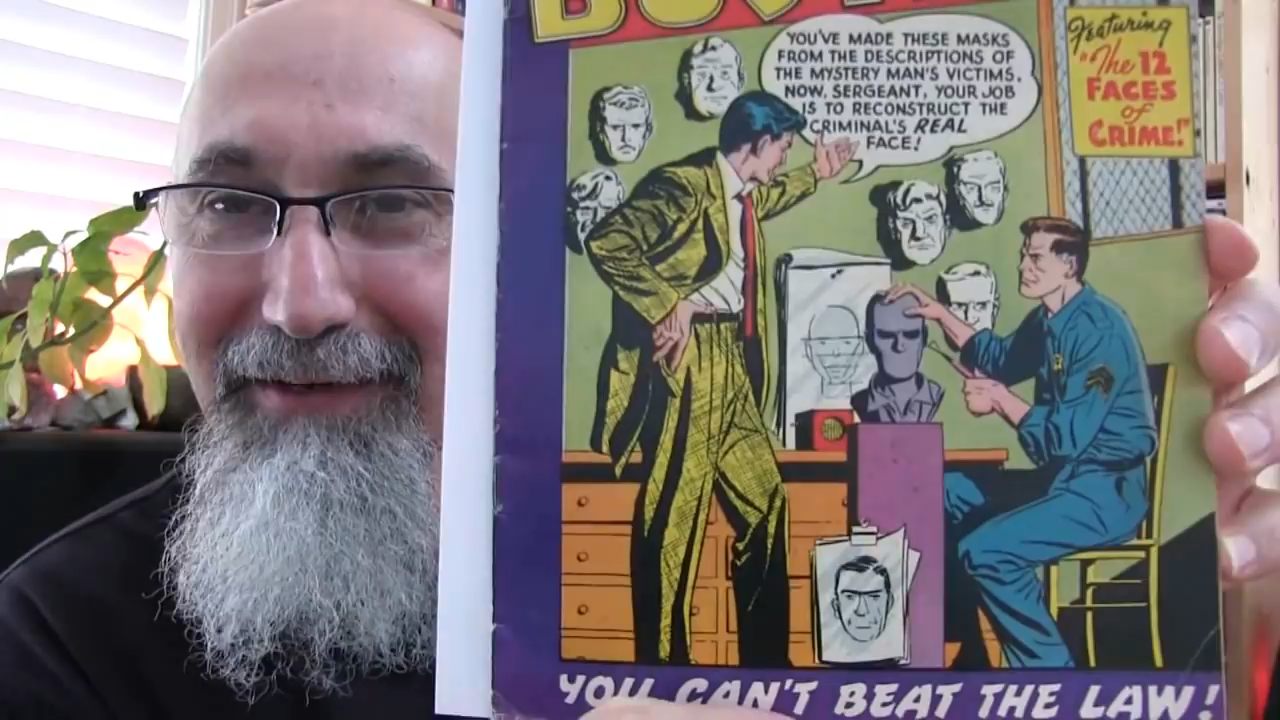 YOU'VE MADE THESE MASKS
FROM THE DESCRIPTIONS OF
THE MYSTERY MAN'S VICTIMS.
NOW, SERGEANT, YOUR JOB
IS TO RECONSTRUCT THE
CRIMINAL'S REAL
FACE!
Featuring
"The 12
FACES
of
CRIME!"
YOU CAN'T BEAT THE LAW!